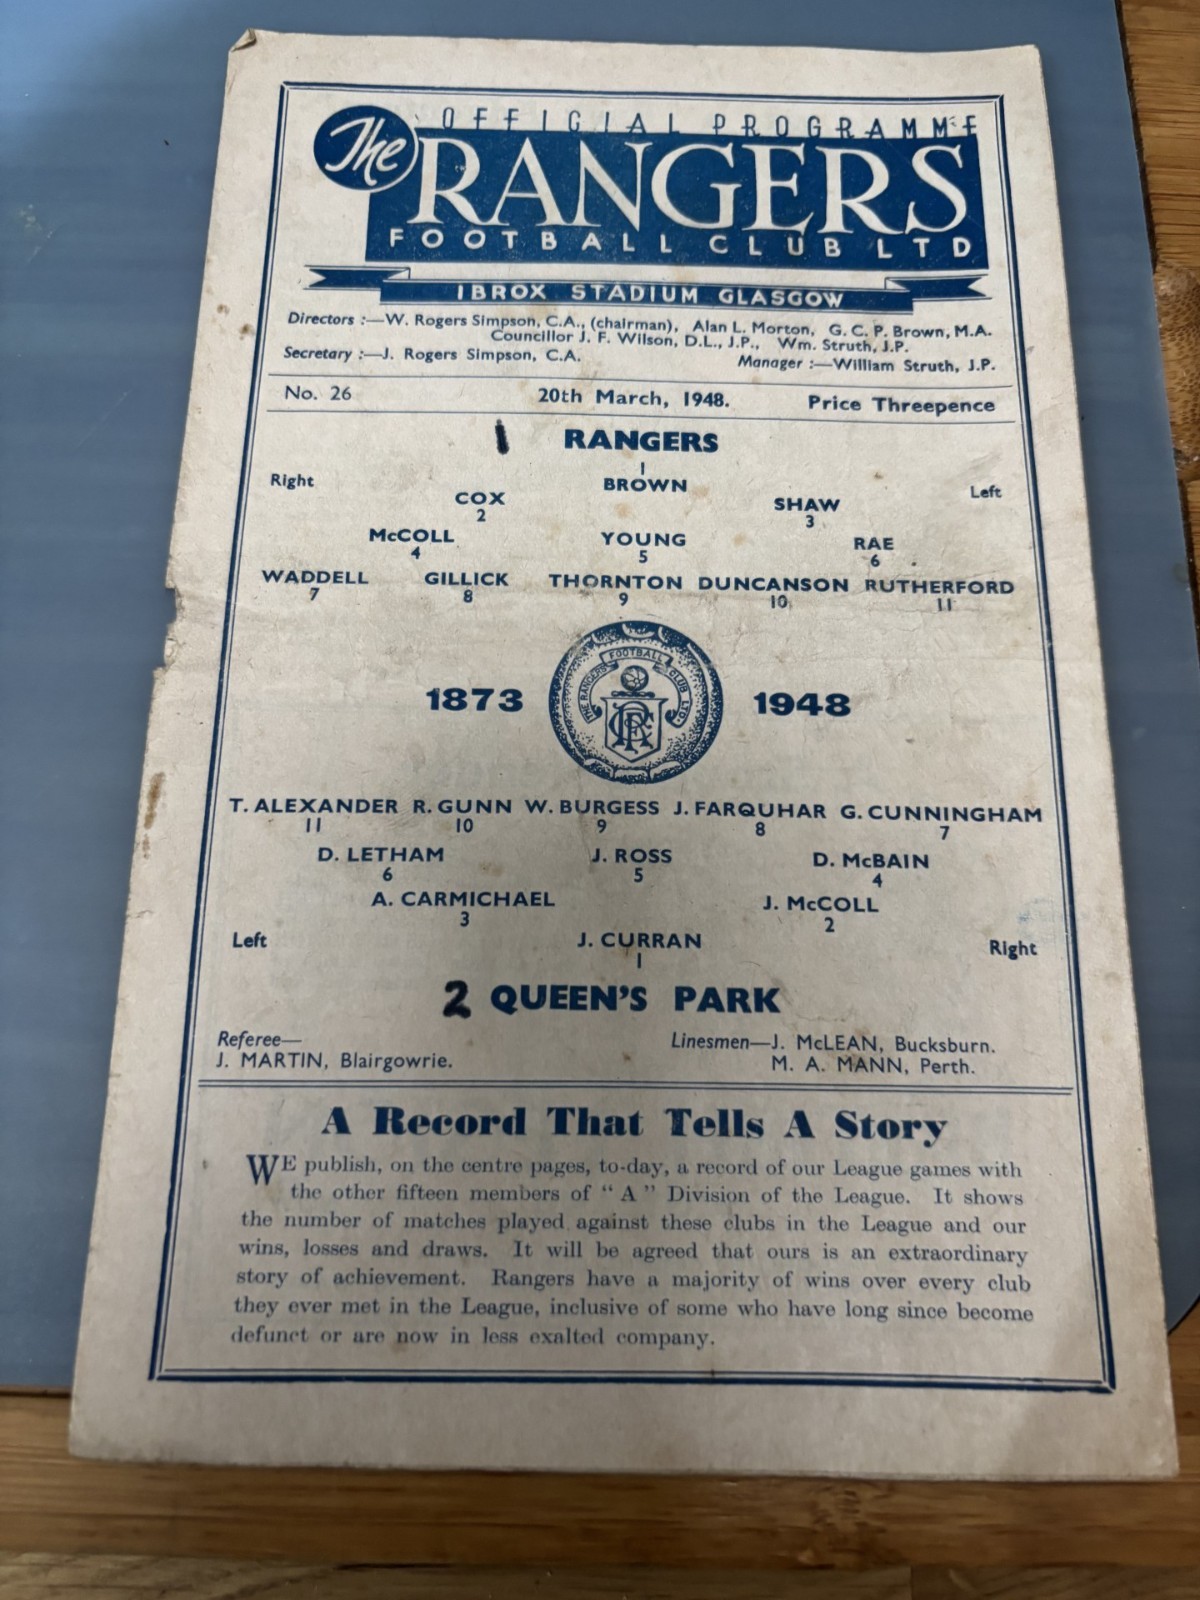 OFFICIAL PROGRAMME
The RANGERS
FOOTBALL CLUB LTD
IBROX STADIUM GLASGOW
Directors :—W. Rogers Simpson, C.A., (chairman), Alan L. Morton, G. C. P. Brown, M.A.
Councillor J. F. Wilson, D.L., J.P., Wm. Struth, J.P.
Secretary :—J. Rogers Simpson, C.A. Manager :—William Struth, J.P.
No. 26 20th March, 1948. Price Threepence
1 RANGERS
1
Right BROWN Left
COX SHAW
2 3
McCOLL YOUNG RAE
4 5 6
WADDELL GILLICK THORNTON DUNCANSON RUTHERFORD
7 8 9 10 11
THE RANGERS FOOTBALL CLUB LTD.
1873 1948
T. ALEXANDER R. GUNN W. BURGESS J. FARQUHAR G. CUNNINGHAM
11 10 9 8 7
D. LETHAM J. ROSS D. McBAIN
6 5 4
A. CARMICHAEL J. McCOLL
3 2
Left J. CURRAN Right
1
2 QUEEN'S PARK
Referee— Linesmen—J. McLEAN, Bucksburn.
J. MARTIN, Blairgowrie. M. A. MANN, Perth.
A Record That Tells A Story
WE publish, on the centre pages, to-day, a record of our League games with
the other fifteen members of "A" Division of the League. It shows
the number of matches played against these clubs in the League and our
wins, losses and draws. It will be agreed that ours is an extraordinary
story of achievement. Rangers have a majority of wins over every club
they ever met in the League, inclusive of some who have long since become
defunct or are now in less exalted company.